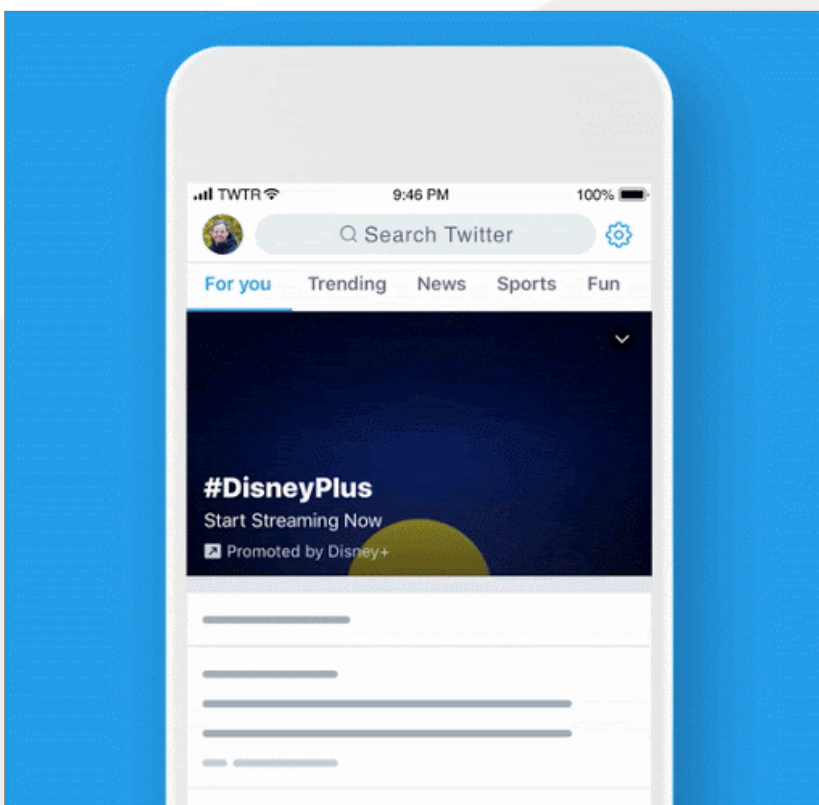 TWTR 9:46 PM 100%
Search Twitter
For you Trending News Sports Fun
#DisneyPlus
Start Streaming Now
Promoted by Disney+